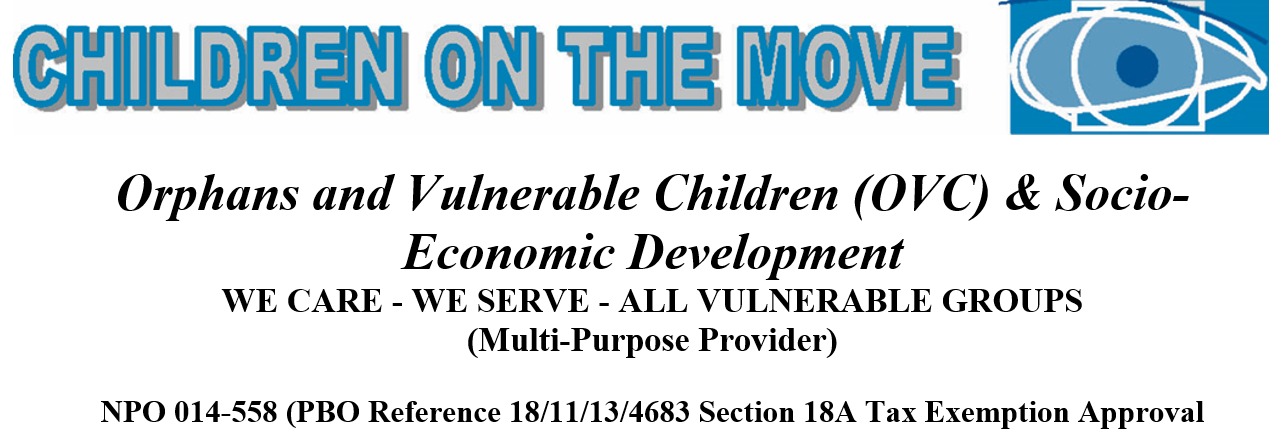 CHILDREN ON THE MOVE
Orphans and Vulnerable Children (OVC) & Socio-
Economic Development
WE CARE - WE SERVE - ALL VULNERABLE GROUPS
(Multi-Purpose Provider)
NPO 014-558 (PBO Reference 18/11/13/4683 Section 18A Tax Exemption Approval